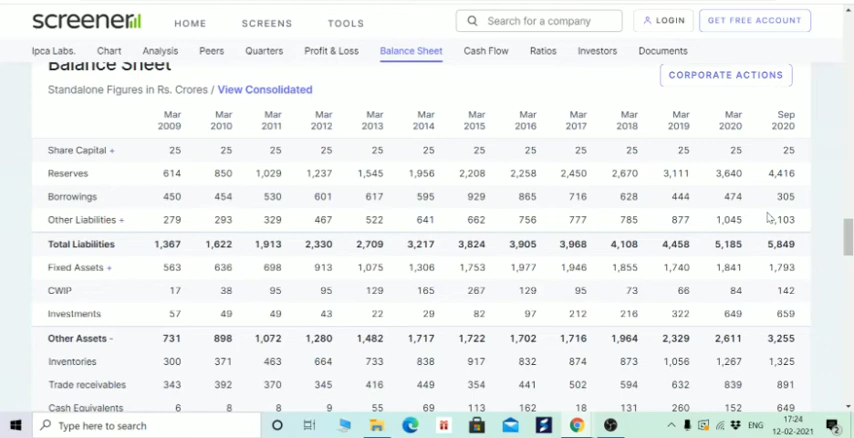 screener
HOME SCREENS TOOLS Search for a company LOGIN GET FREE ACCOUNT
Ipca Labs. Chart Analysis Peers Quarters Profit & Loss Balance Sheet Cash Flow Ratios Investors Documents
Balance Sheet
CORPORATE ACTIONS
Standalone Figures in Rs. Crores / View Consolidated
Mar Mar Mar Mar Mar Mar Mar Mar Mar Mar Mar Mar Sep
2009 2010 2011 2012 2013 2014 2015 2016 2017 2018 2019 2020 2020
Share Capital + 25 25 25 25 25 25 25 25 25 25 25 25 25
Reserves 614 850 1,029 1,237 1,545 1,956 2,208 2,258 2,450 2,670 3,111 3,640 4,416
Borrowings 450 454 530 601 617 595 929 865 716 628 444 474 305
Other Liabilities + 279 293 329 467 522 641 662 756 777 785 877 1,045 ,103
Total Liabilities 1,367 1,622 1,913 2,330 2,709 3,217 3,824 3,905 3,968 4,108 4,458 5,185 5,849
Fixed Assets + 563 636 698 913 1,075 1,306 1,753 1,977 1,946 1,855 1,740 1,841 1,793
CWIP 17 38 95 95 129 165 267 129 95 73 66 84 142
Investments 57 49 49 43 22 29 82 97 212 216 322 649 659
Other Assets - 731 898 1,072 1,280 1,482 1,717 1,722 1,702 1,716 1,964 2,329 2,611 3,255
Inventories 300 371 463 664 733 838 917 832 874 873 1,056 1,267 1,325
Trade receivables 343 392 370 345 416 449 354 441 502 594 632 839 891
Cash Equivalents 6 8 8 9 55 69 113 162 18 131 260 152 649
Type here to search
ENG
17:24
12-02-2021
2